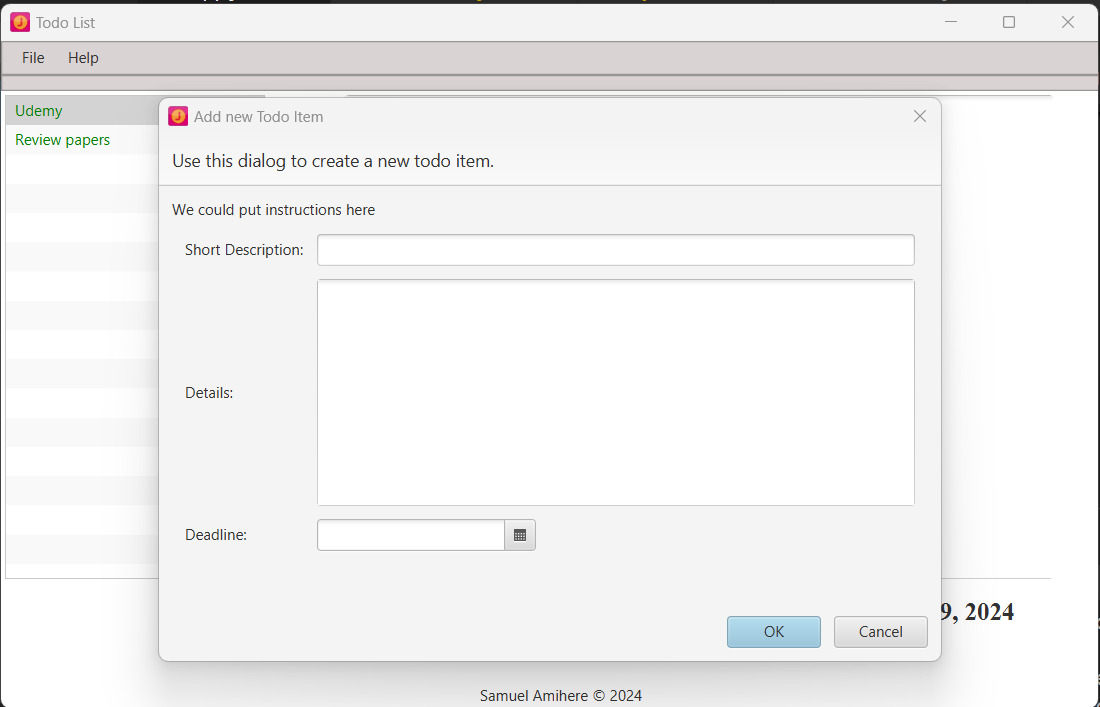 Todo List
File Help
Udemy
Review papers
Add new Todo Item
Use this dialog to create a new todo item.
We could put instructions here
Short Description:
Details:
Deadline:
OK Cancel
9, 2024
Samuel Amihere © 2024